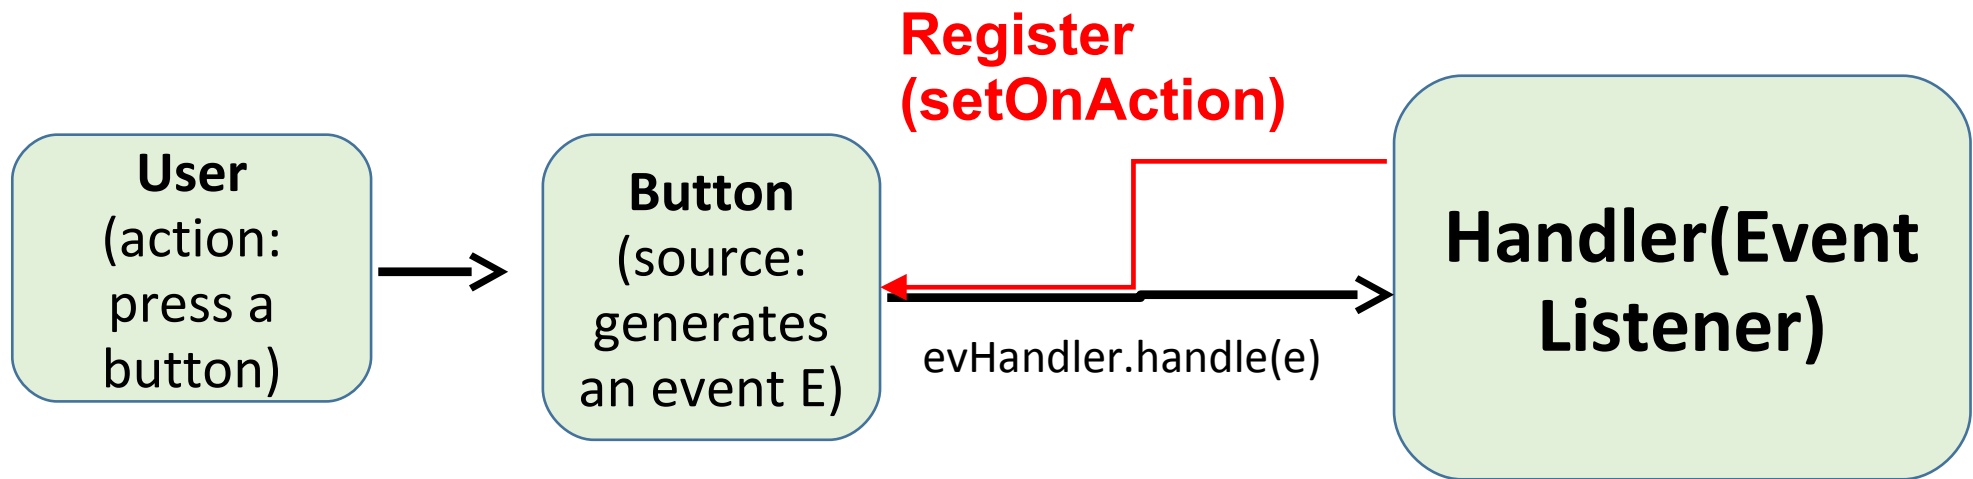 Register
(setOnAction)
User
(action:
press a
button)
Button
(source:
generates
an event E)
evHandler.handle(e)
Handler(Event
Listener)